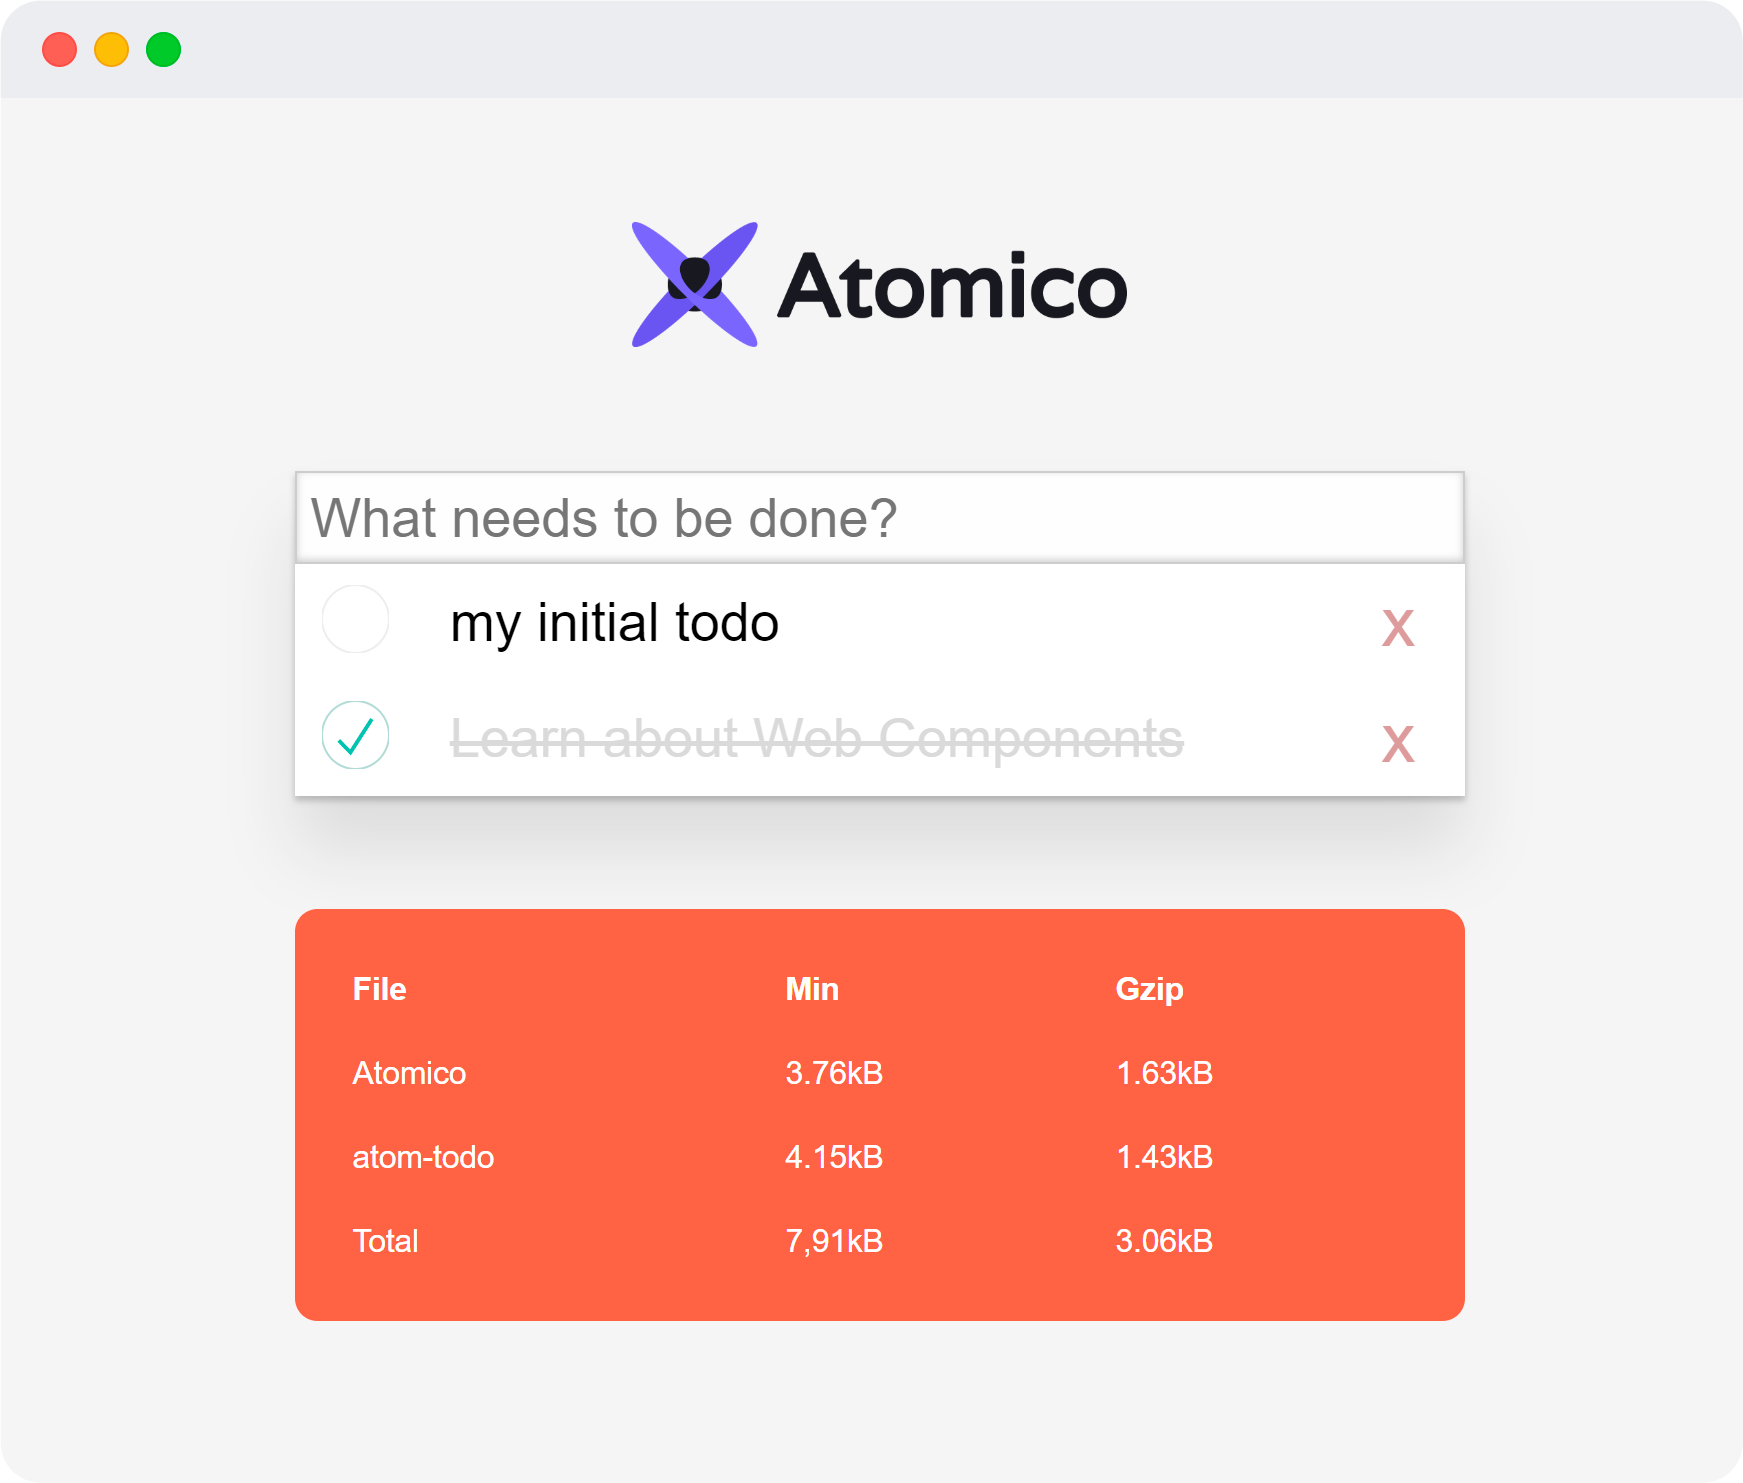 Atomico
What needs to be done?
my initial todo x
Learn about Web Components x
File Min Gzip
Atomico 3.76kB 1.63kB
atom-todo 4.15kB 1.43kB
Total 7,91kB 3.06kB